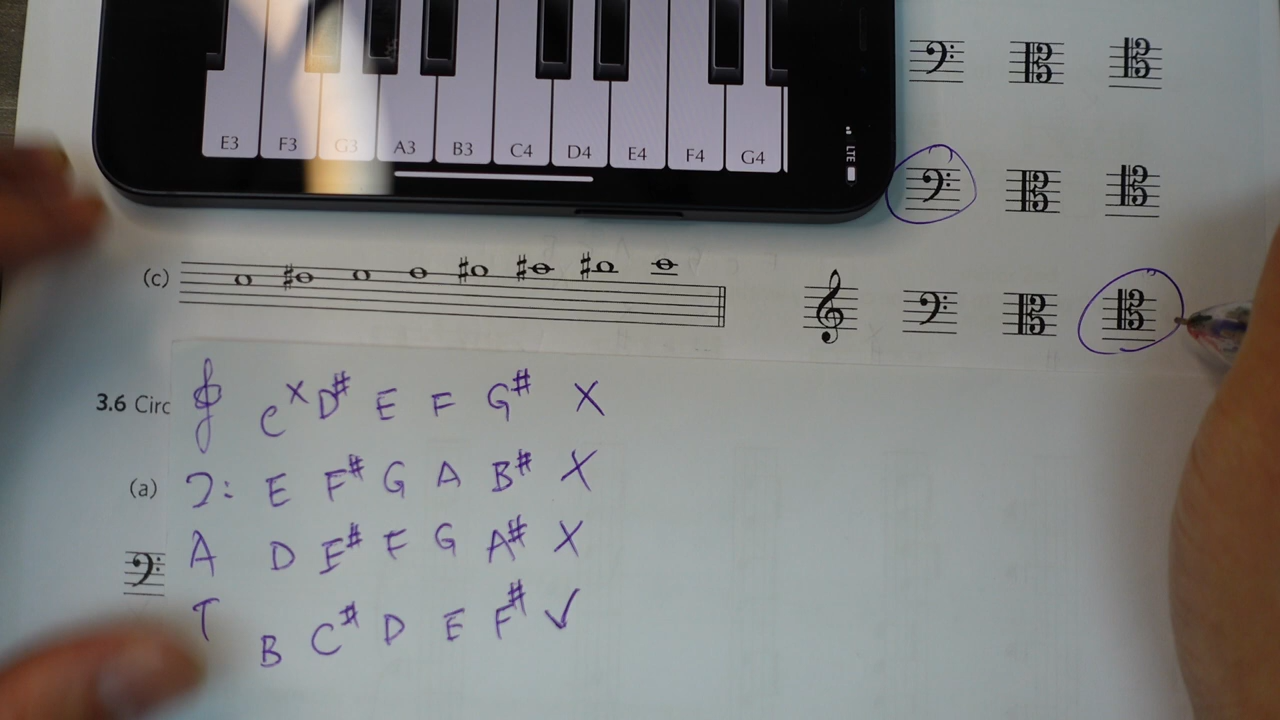 LTE
E3 F3 G3 A3 B3 C4 D4 E4 F4 G4
(c)
3.6 Circ
C x D# E F G# X
(a) E F# G A B# X
A D E# F G A# X
T B C# D E F# ✓